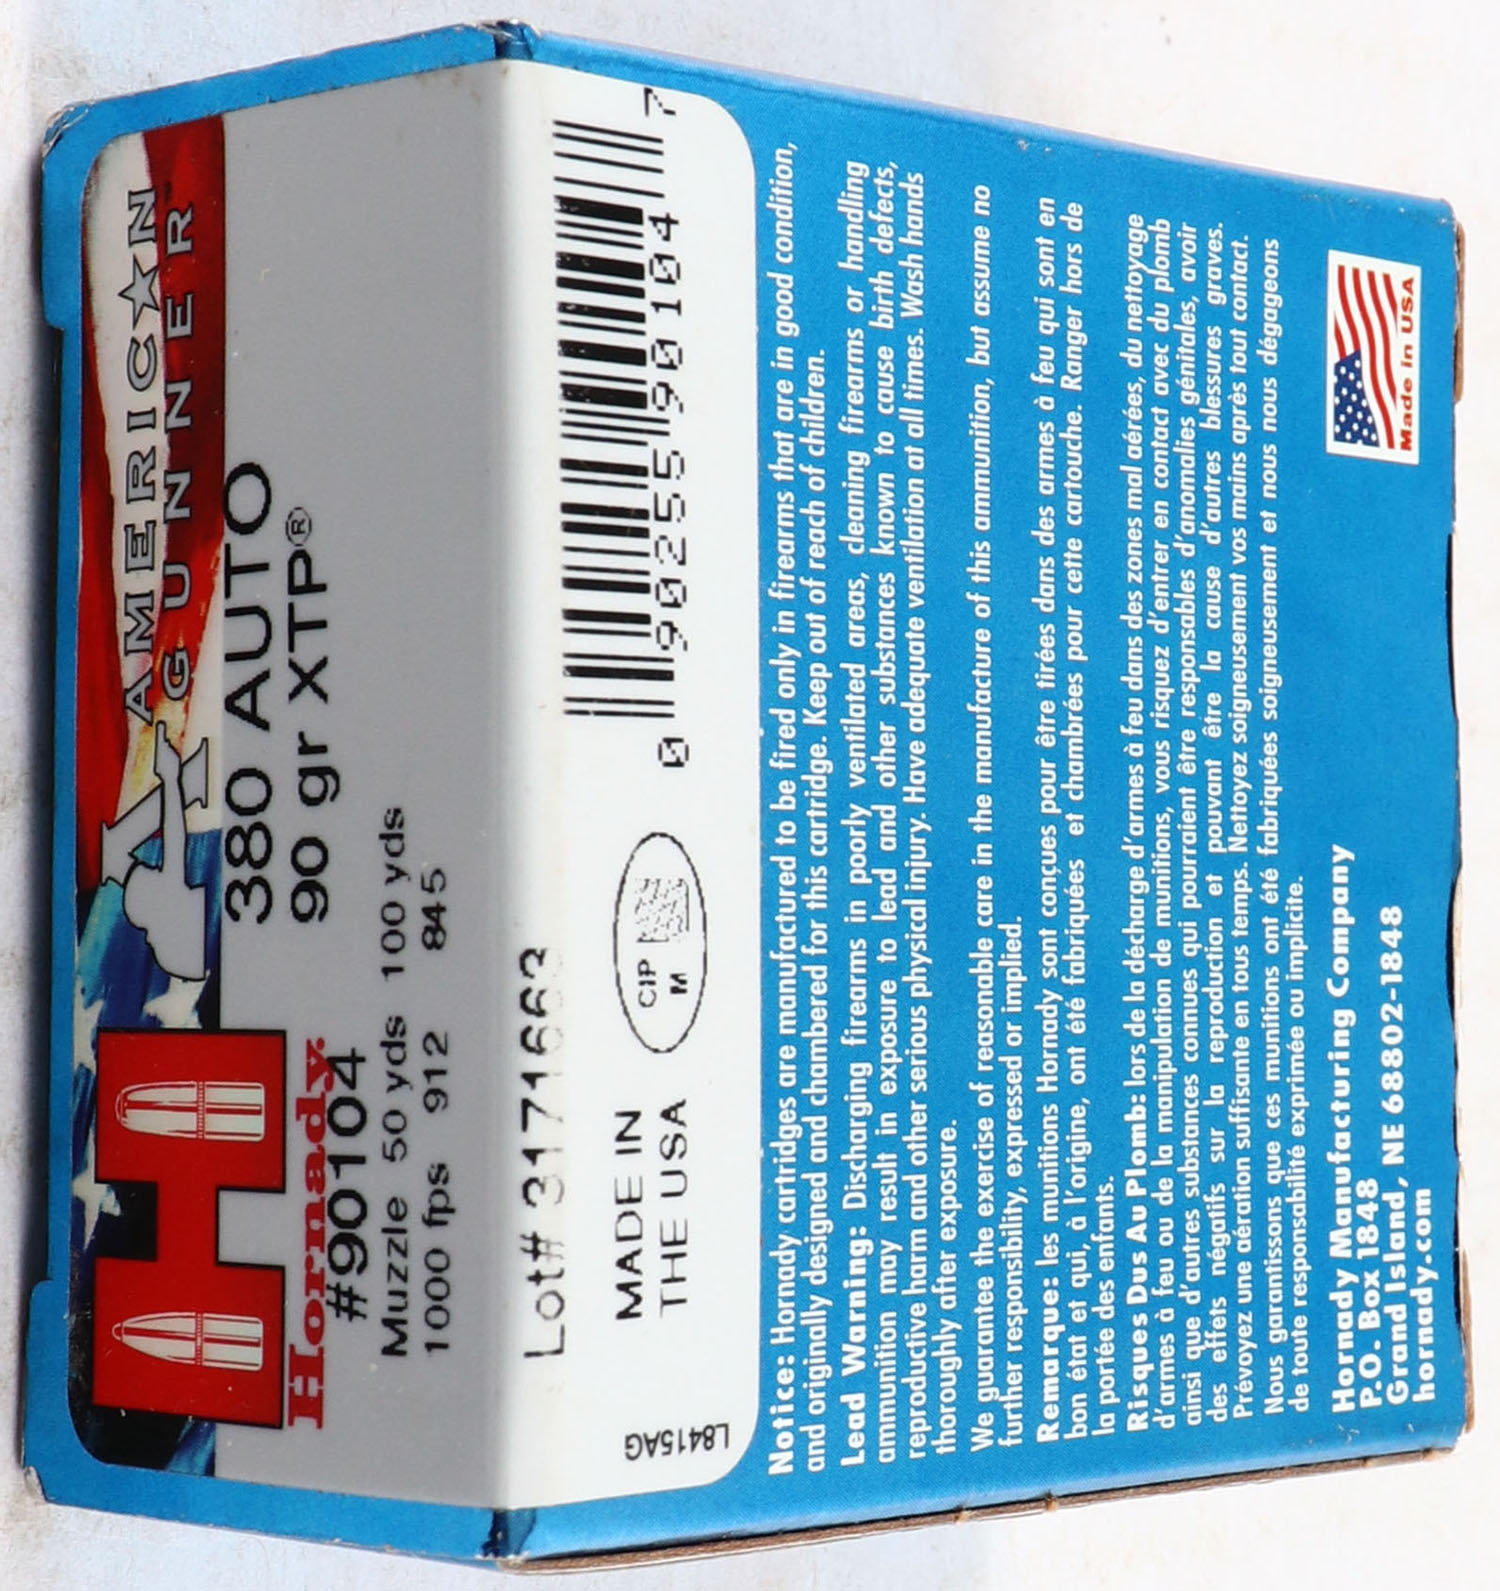 AMERIC★N
GUNNER™
Hornady
380 AUTO
90 gr XTP®
#90104
Muzzle 50 yds 100 yds
1000 fps 912 845
Lot# 3171663
MADE IN
THE USA
CIP
M
0 90255 90104 7
L8415AG
Notice: Hornady cartridges are manufactured to be fired only in firearms that are in good condition,
and originally designed and chambered for this cartridge. Keep out of reach of children.
Lead Warning: Discharging firearms in poorly ventilated areas, cleaning firearms or handling
ammunition may result in exposure to lead and other substances known to cause birth defects,
reproductive harm and other serious physical injury. Have adequate ventilation at all times. Wash hands
thoroughly after exposure.
We guarantee the exercise of reasonable care in the manufacture of this ammunition, but assume no
further responsibility, expressed or implied.
Remarque: les munitions Hornady sont conçues pour être tirées dans des armes à feu qui sont en
bon état et qui, à l'origine, ont été fabriquées et chambrées pour cette cartouche. Ranger hors de
la portée des enfants.
Risques Dus Au Plomb: lors de la décharge d'armes à feu dans des zones mal aérées, du nettoyage
d'armes à feu ou de la manipulation de munitions, vous risquez d'entrer en contact avec du plomb
ainsi que d'autres substances connues qui pourraient être responsables d'anomalies génitales, avoir
des effets négatifs sur la reproduction et pouvant être la cause d'autres blessures graves.
Prévoyez une aération suffisante en tous temps. Nettoyez soigneusement vos mains après tout contact.
Nous garantissons que ces munitions ont été fabriquées soigneusement et nous nous dégageons
de toute responsabilité exprimée ou implicite.
Hornady Manufacturing Company
P.O. Box 1848
Grand Island, NE 68802-1848
hornady.com
Made in USA